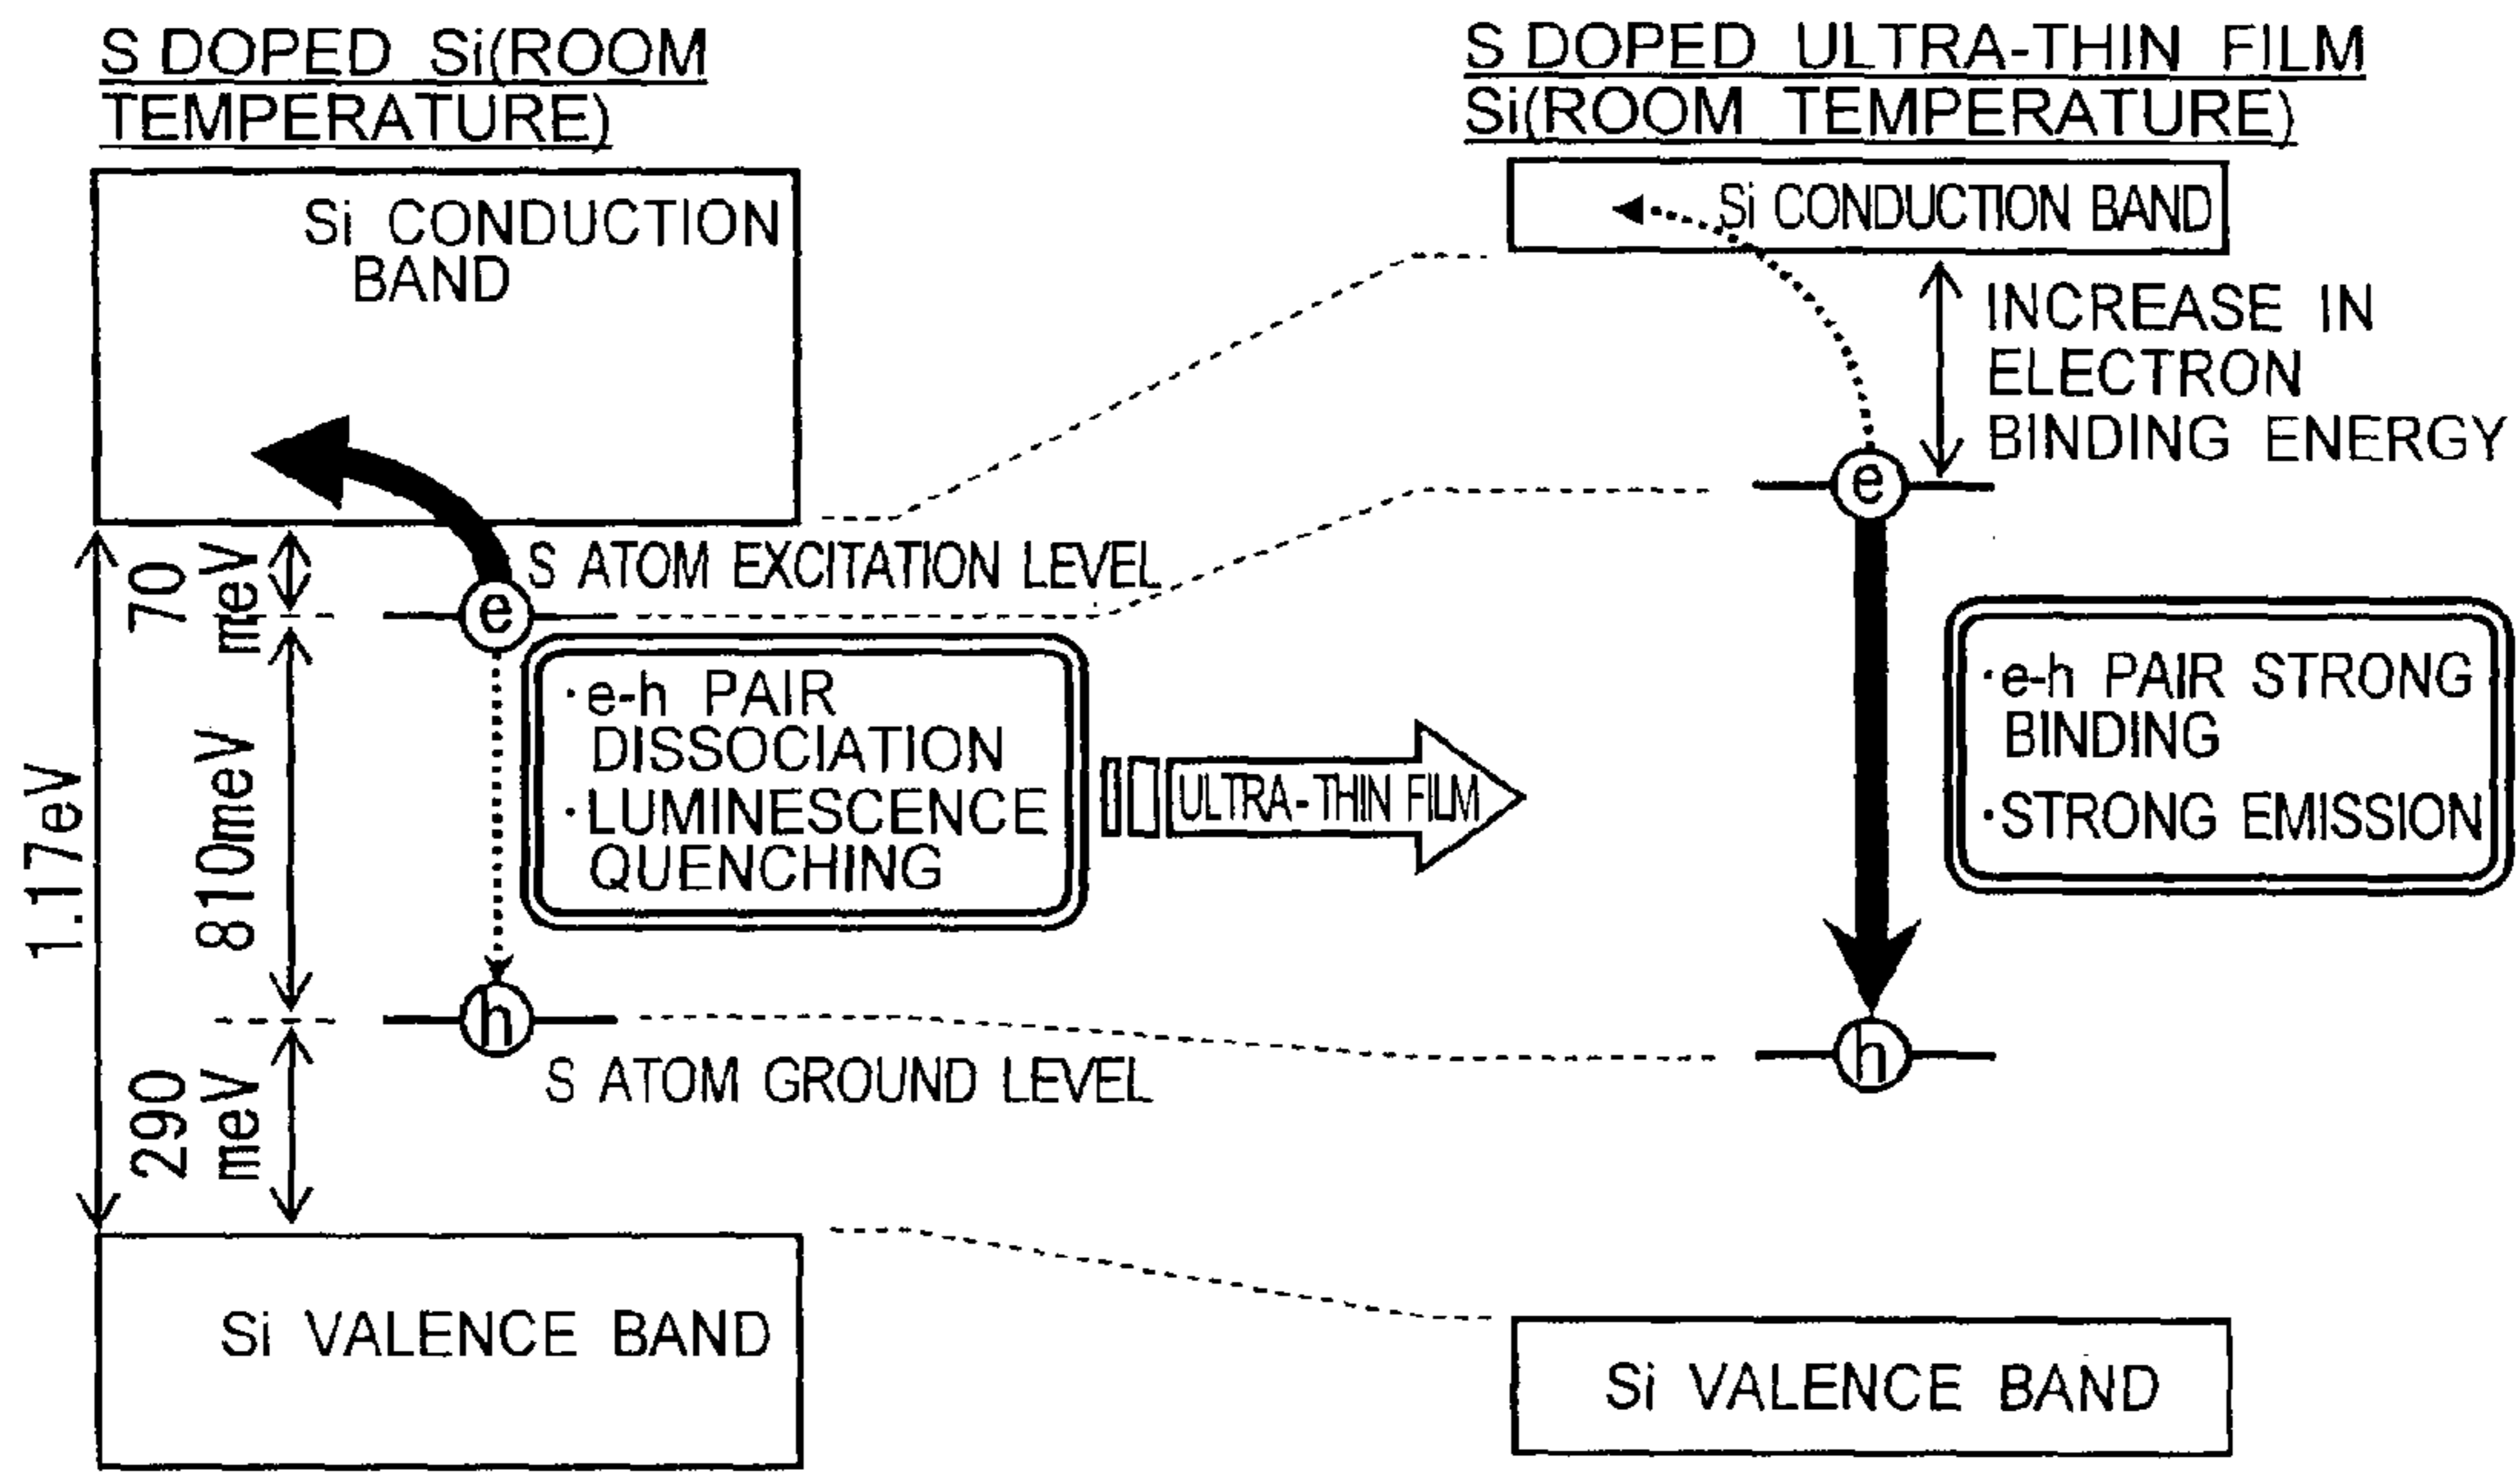 S DOPED Si(ROOM
TEMPERATURE)
S DOPED ULTRA-THIN FILM
Si(ROOM TEMPERATURE)
Si CONDUCTION
BAND
Si CONDUCTION BAND
INCREASE IN
ELECTRON
BINDING ENERGY
70
meV
S ATOM EXCITATION LEVEL
e
e
1.17eV
810meV
·e-h PAIR
DISSOCIATION
·LUMINESCENCE
QUENCHING
ULTRA-THIN FILM
·e-h PAIR STRONG
BINDING
·STRONG EMISSION
h
h
290
meV
S ATOM GROUND LEVEL
Si VALENCE BAND
Si VALENCE BAND